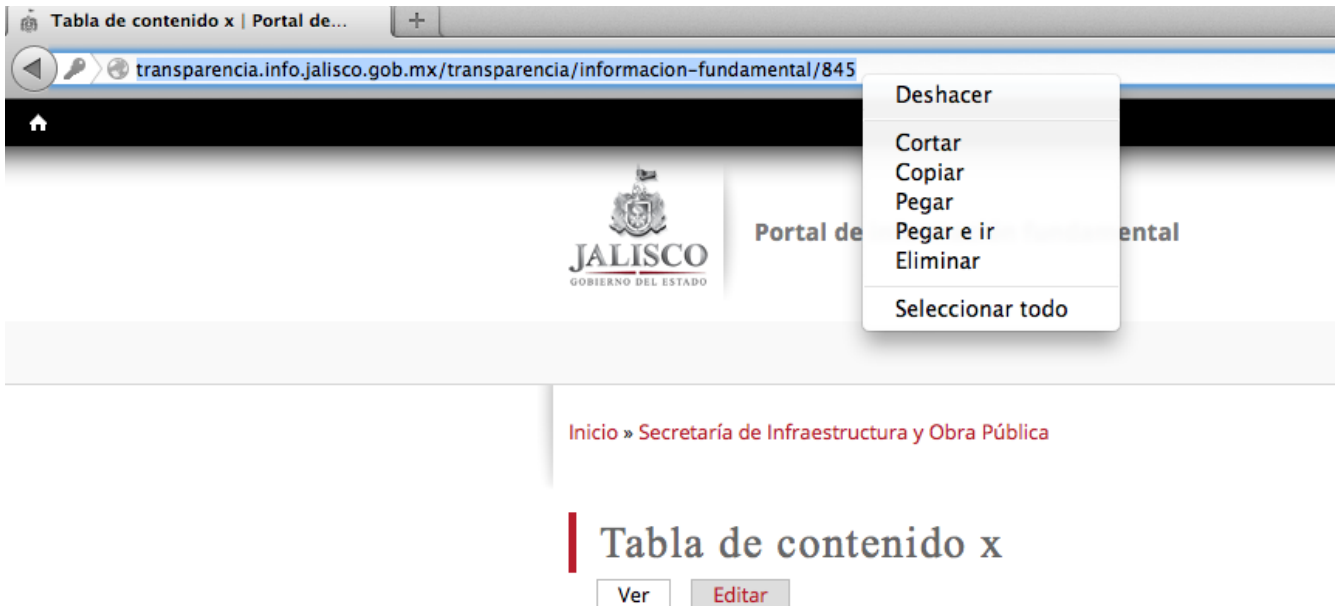 Tabla de contenido x | Portal de...
transparencia.info.jalisco.gob.mx/transparencia/informacion-fundamental/845
Deshacer
Cortar
Copiar
Pegar
Pegar e ir
Eliminar
Seleccionar todo
JALISCO
GOBIERNO DEL ESTADO
Portal de ental
Inicio » Secretaría de Infraestructura y Obra Pública
Tabla de contenido x
Ver Editar